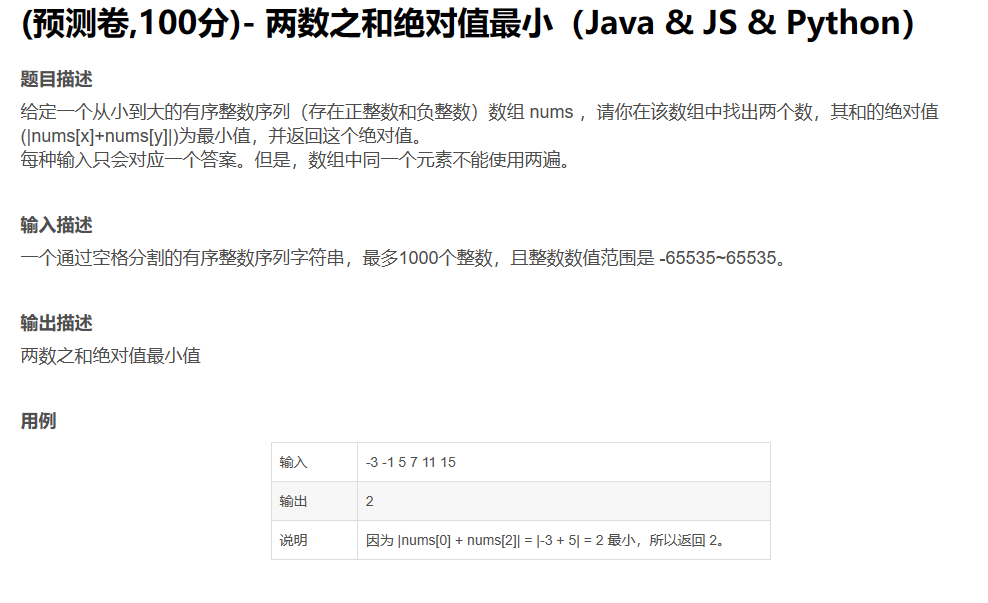 (预测卷,100分)- 两数之和绝对值最小（Java & JS & Python）
题目描述
给定一个从小到大的有序整数序列（存在正整数和负整数）数组 nums ，请你在该数组中找出两个数，其和的绝对值
(|nums[x]+nums[y]|)为最小值，并返回这个绝对值。
每种输入只会对应一个答案。但是，数组中同一个元素不能使用两遍。
输入描述
一个通过空格分割的有序整数序列字符串，最多1000个整数，且整数数值范围是 -65535~65535。
输出描述
两数之和绝对值最小值
用例
输入 -3 -1 5 7 11 15
输出 2
说明 因为 |nums[0] + nums[2]| = |-3 + 5| = 2 最小，所以返回 2。